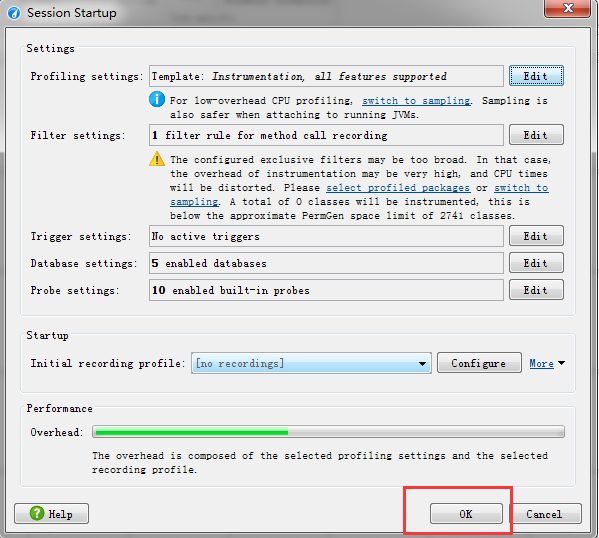 Session Startup
Settings
Profiling settings: Template: Instrumentation, all features supported Edit
For low-overhead CPU profiling, switch to sampling. Sampling is
also safer when attaching to running JVMs.
Filter settings: 1 filter rule for method call recording Edit
The configured exclusive filters may be too broad. In that case,
the overhead of instrumentation may be very high, and CPU times
will be distorted. Please select profiled packages or switch to
sampling. A total of 0 classes will be instrumented, this is
below the approximate PermGen space limit of 2741 classes.
Trigger settings: No active triggers Edit
Database settings: 5 enabled databases Edit
Probe settings: 10 enabled built-in probes Edit
Startup
Initial recording profile: [no recordings] Configure More
Performance
Overhead:
The overhead is composed of the selected profiling settings and the selected
recording profile.
Help OK Cancel